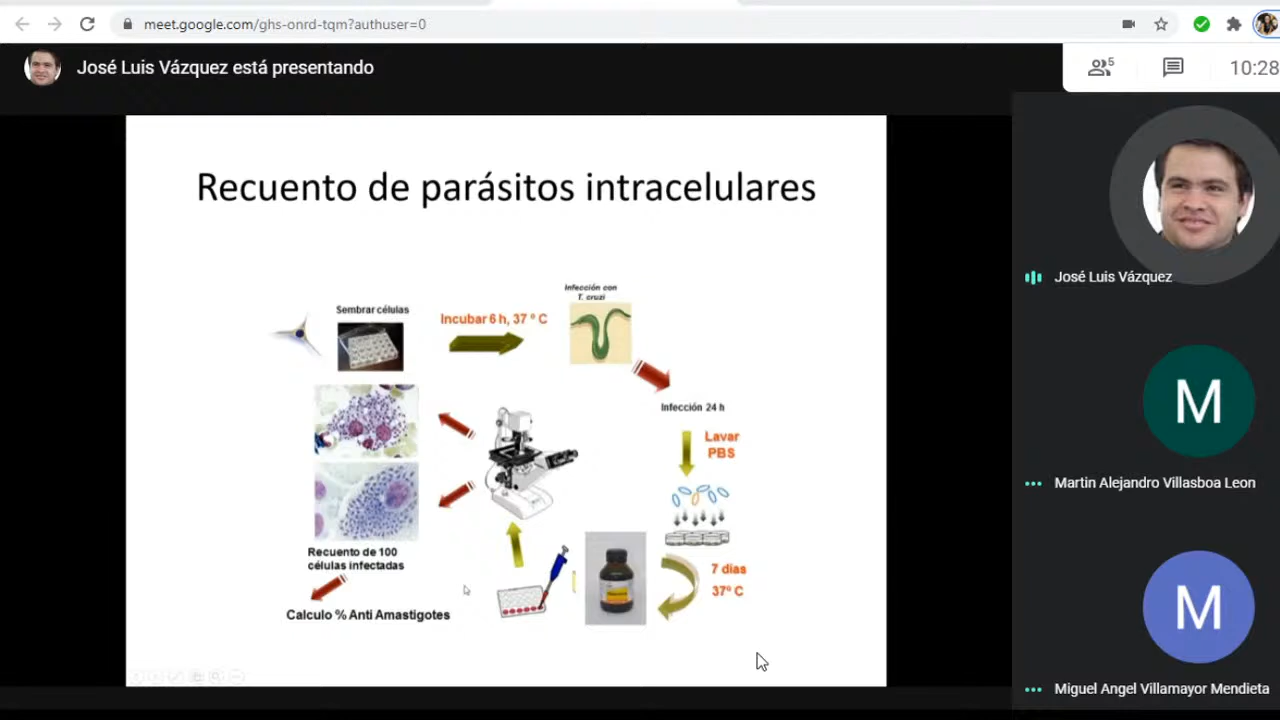 meet.google.com/ghs-onrd-tqm?authuser=0
José Luis Vázquez está presentando
5
10:28
Recuento de parásitos intracelulares
Sembrar células
Incubar 6 h, 37 º C
Infección con
T. cruzi
Infección 24 h
Lavar
PBS
7 dias
37º C
Recuento de 100
células infectadas
Calculo % Anti Amastigotes
José Luis Vázquez
M
Martin Alejandro Villasboa Leon
M
Miguel Angel Villamayor Mendieta